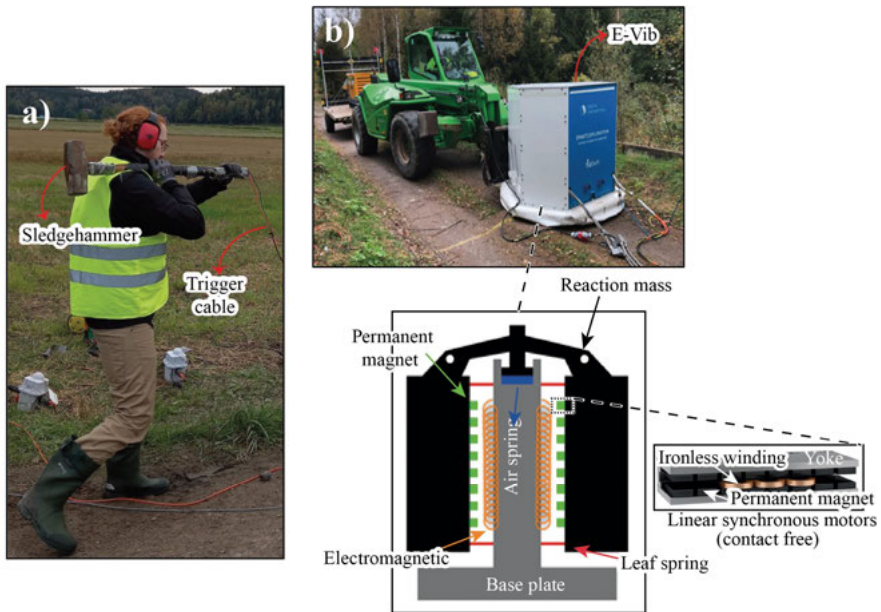 a)
Sledgehammer
Trigger
cable
b)
E-Vib
Reaction mass
Permanent
magnet
Air spring
Electromagnetic
Leaf spring
Base plate
Ironless winding
Yoke
Permanent magnet
Linear synchronous motors
(contact free)